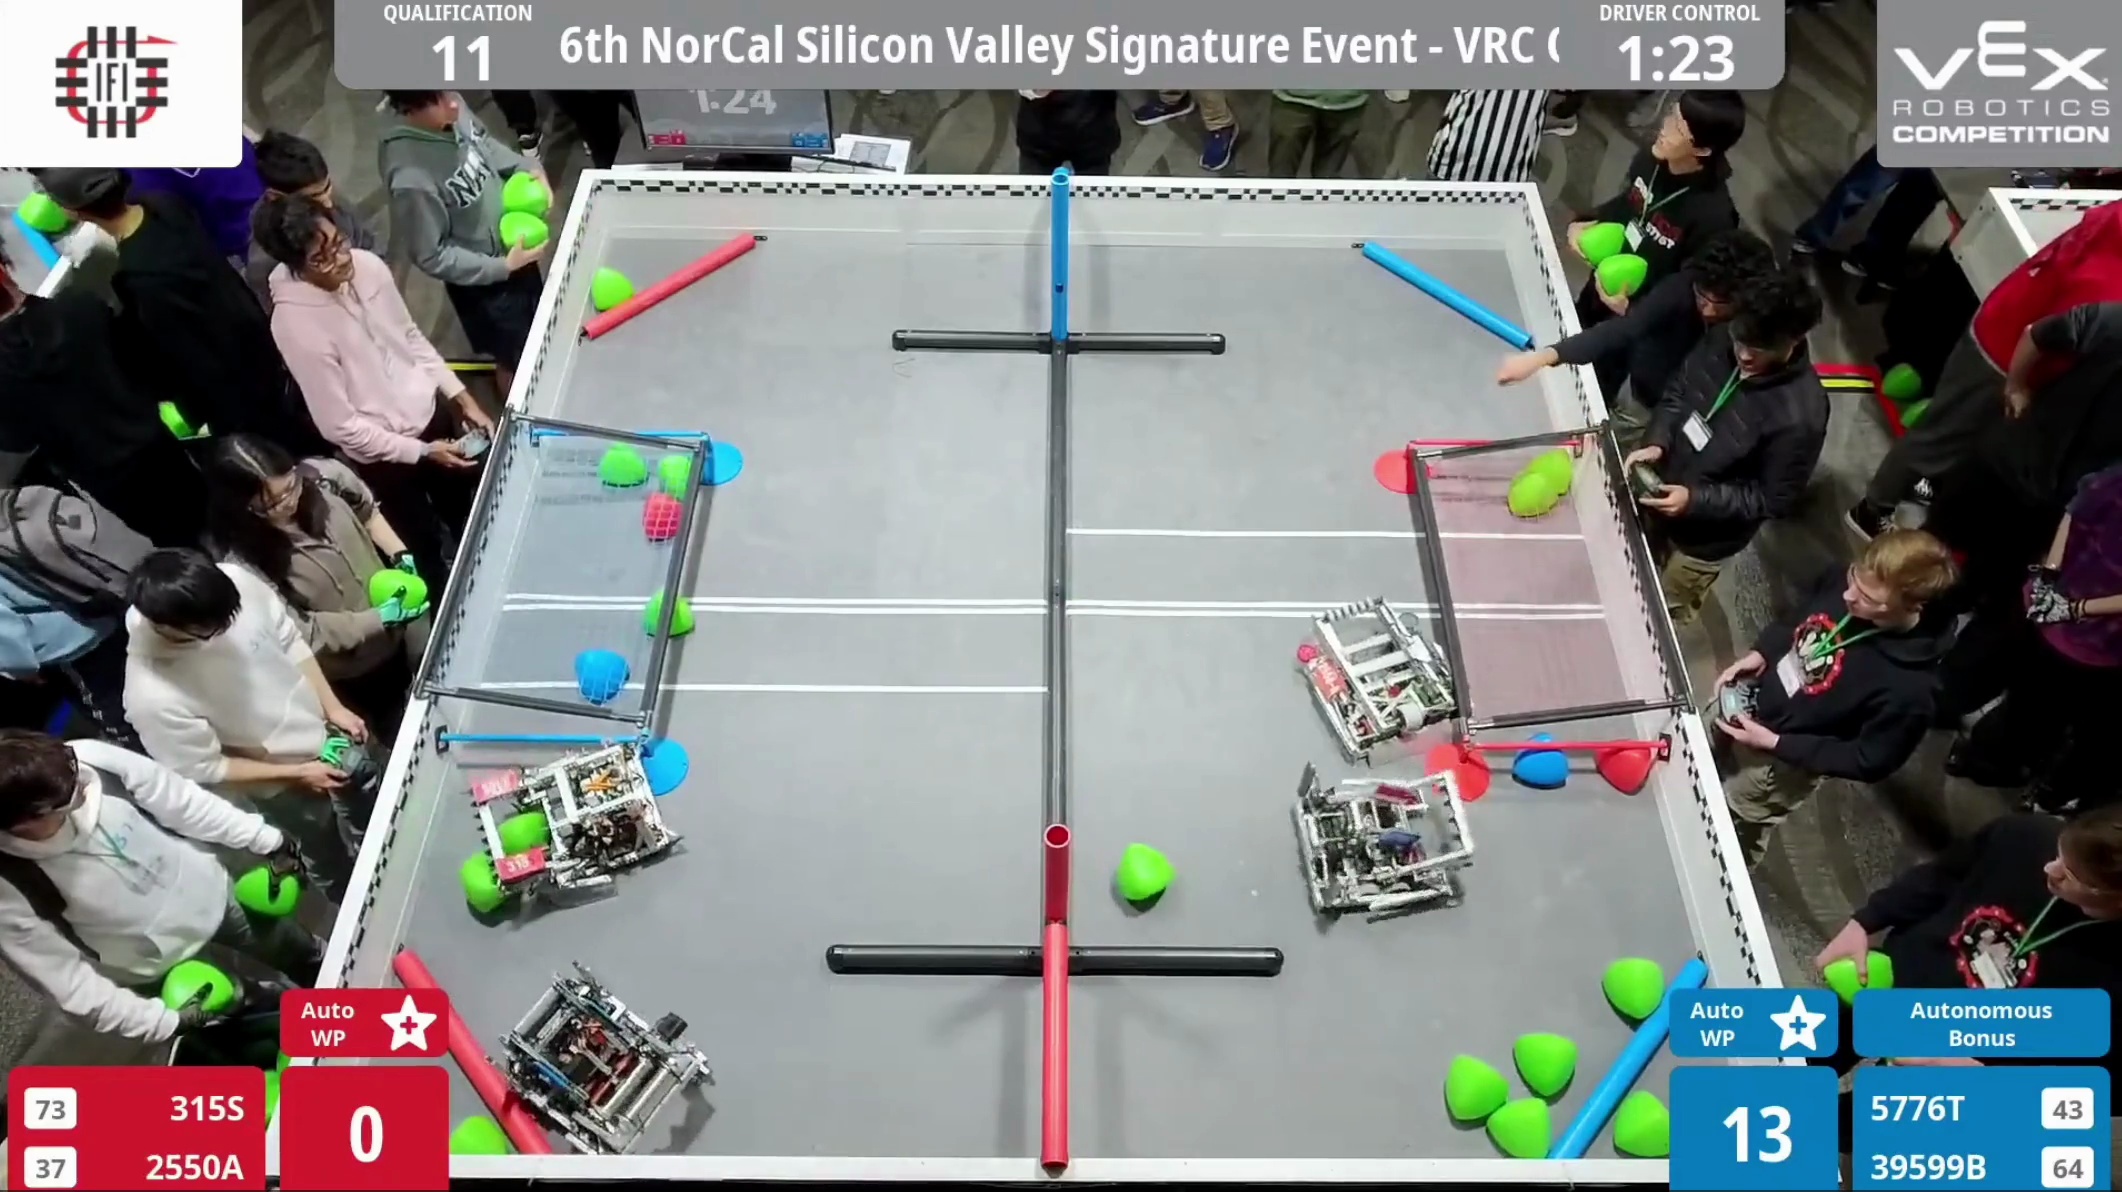 QUALIFICATION
11
6th NorCal Silicon Valley Signature Event - VRC
DRIVER CONTROL
1:23
IFI
VEX
ROBOTICS
COMPETITION
1:24
Auto
WP
73 315S
37 2550A
0
Auto
WP
Autonomous
Bonus
13
5776T 43
39599B 64
315